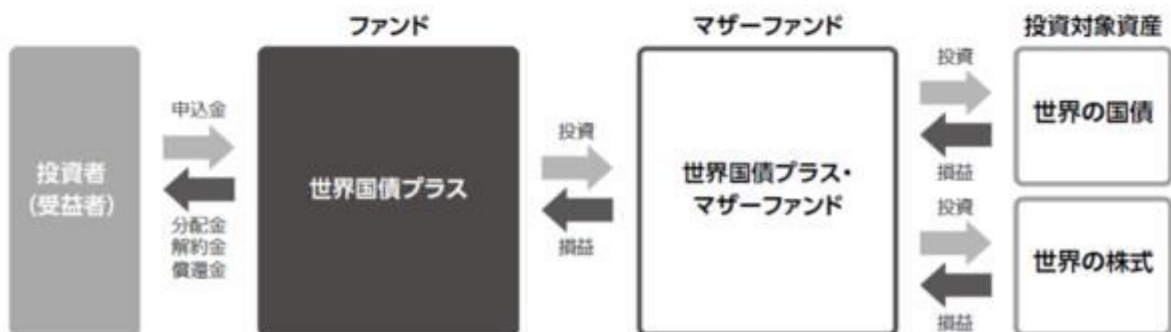 ファンド
マザーファンド
投資対象資産
投資者
(受益者)
申込金
分配金
解約金
償還金
世界国債プラス
投資
損益
世界国債プラス・
マザーファンド
投資
損益
世界の国債
投資
損益
世界の株式